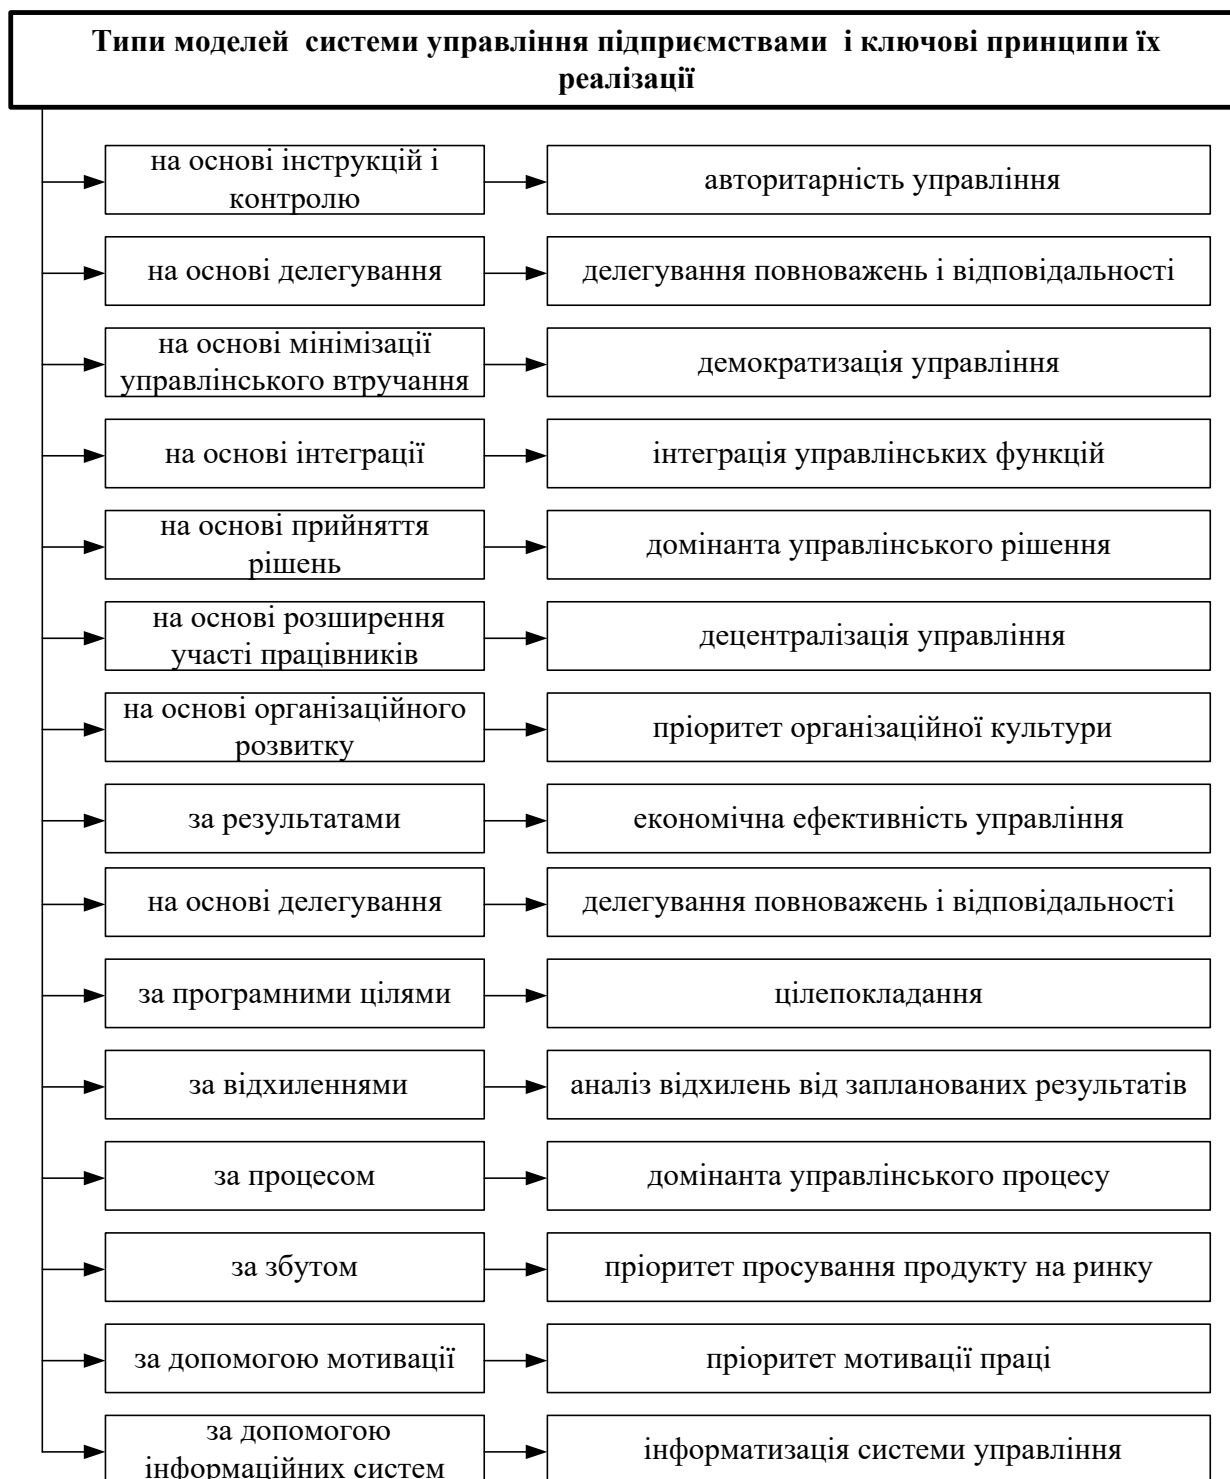 Типи моделей системи управління підприємствами і ключові принципи їх
реалізації
на основі інструкцій і
контролю
авторитарність управління
на основі делегування
делегування повноважень і відповідальності
на основі мінімізації
управлінського втручання
демократизація управління
на основі інтеграції
інтеграція управлінських функцій
на основі прийняття
рішень
домінанта управлінського рішення
на основі розширення
участі працівників
децентралізація управління
на основі організаційного
розвитку
пріоритет організаційної культури
за результатами
економічна ефективність управління
на основі делегування
делегування повноважень і відповідальності
за програмними цілями
цілепокладання
за відхиленнями
аналіз відхилень від запланованих результатів
за процесом
домінанта управлінського процесу
за збутом
пріоритет просування продукту на ринку
за допомогою мотивації
пріоритет мотивації праці
за допомогою
інформаційних систем
інформатизація системи управління